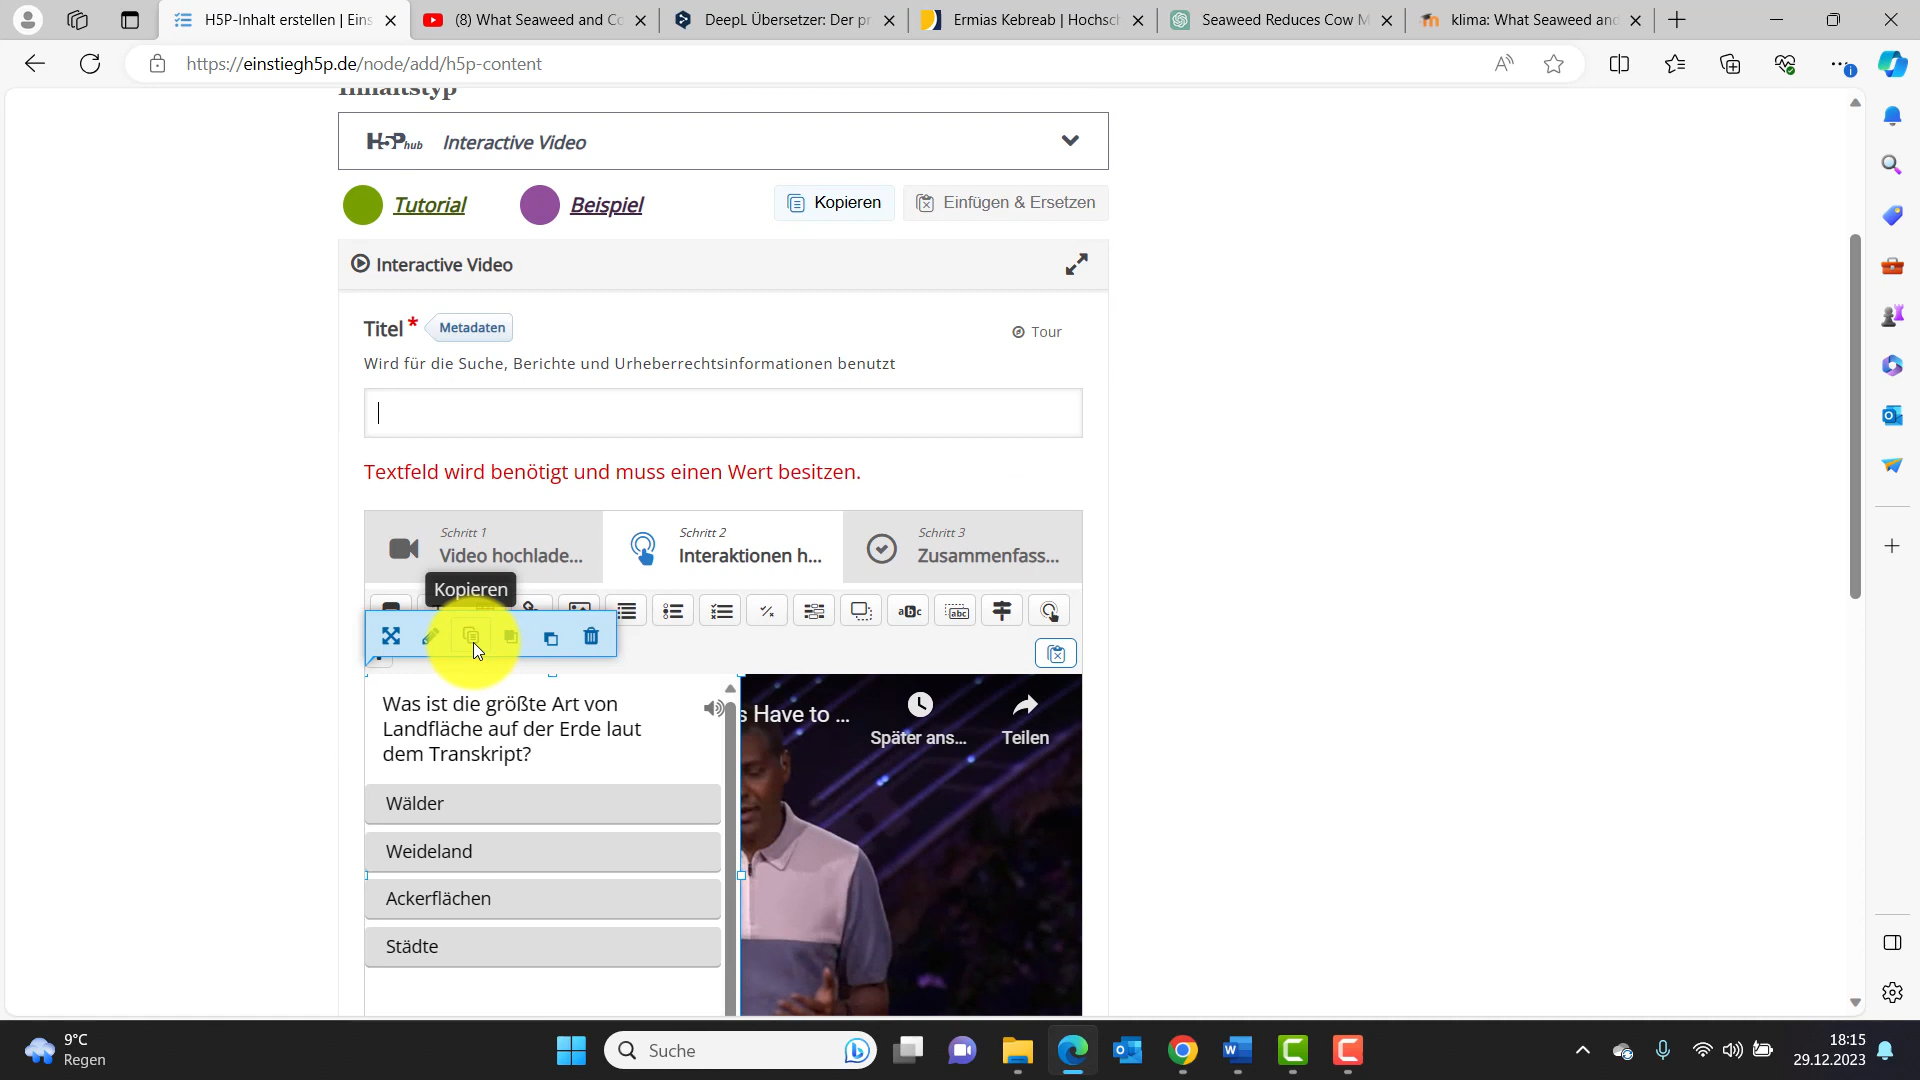 H5P-Inhalt erstellen | Eins
(8) What Seaweed and Co
DeepL Übersetzer: Der pr
Ermias Kebreab | Hochsch
Seaweed Reduces Cow M
klima: What Seaweed and
https://einstiegh5p.de/node/add/h5p-content
Inhaltstyp
H5Phub Interactive Video
Tutorial
Beispiel
Kopieren
Einfügen & Ersetzen
Interactive Video
Titel *
Metadaten
Tour
Wird für die Suche, Berichte und Urheberrechtsinformationen benutzt
Textfeld wird benötigt und muss einen Wert besitzen.
Schritt 1
Video hochlade...
Schritt 2
Interaktionen h...
Schritt 3
Zusammenfass...
Kopieren
abc
abc
Was ist die größte Art von
Landfläche auf der Erde laut
dem Transkript?
Wälder
Weideland
Ackerflächen
Städte
s Have to ...
Später ans...
Teilen
9°C
Regen
Suche
18:15
29.12.2023